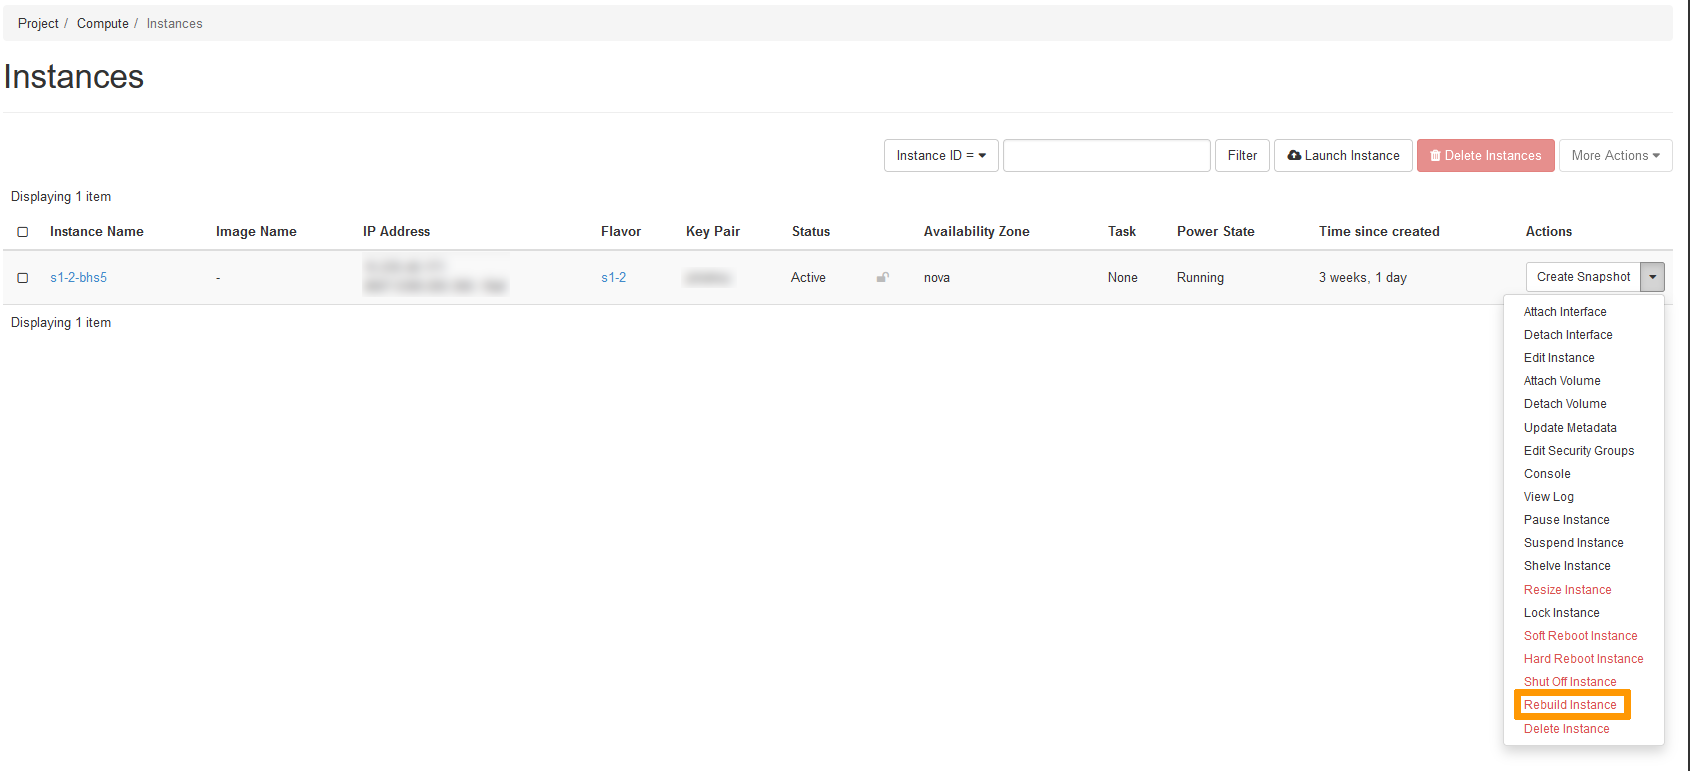 Project / Compute / Instances
Instances
Instance ID = Filter Launch Instance Delete Instances More Actions
Displaying 1 item
Instance Name Image Name IP Address Flavor Key Pair Status Availability Zone Task Power State Time since created Actions
s1-2-bhs5 - s1-2 Active nova None Running 3 weeks, 1 day Create Snapshot
Displaying 1 item
Attach Interface
Detach Interface
Edit Instance
Attach Volume
Detach Volume
Update Metadata
Edit Security Groups
Console
View Log
Pause Instance
Suspend Instance
Shelve Instance
Resize Instance
Lock Instance
Soft Reboot Instance
Hard Reboot Instance
Shut Off Instance
Rebuild Instance
Delete Instance